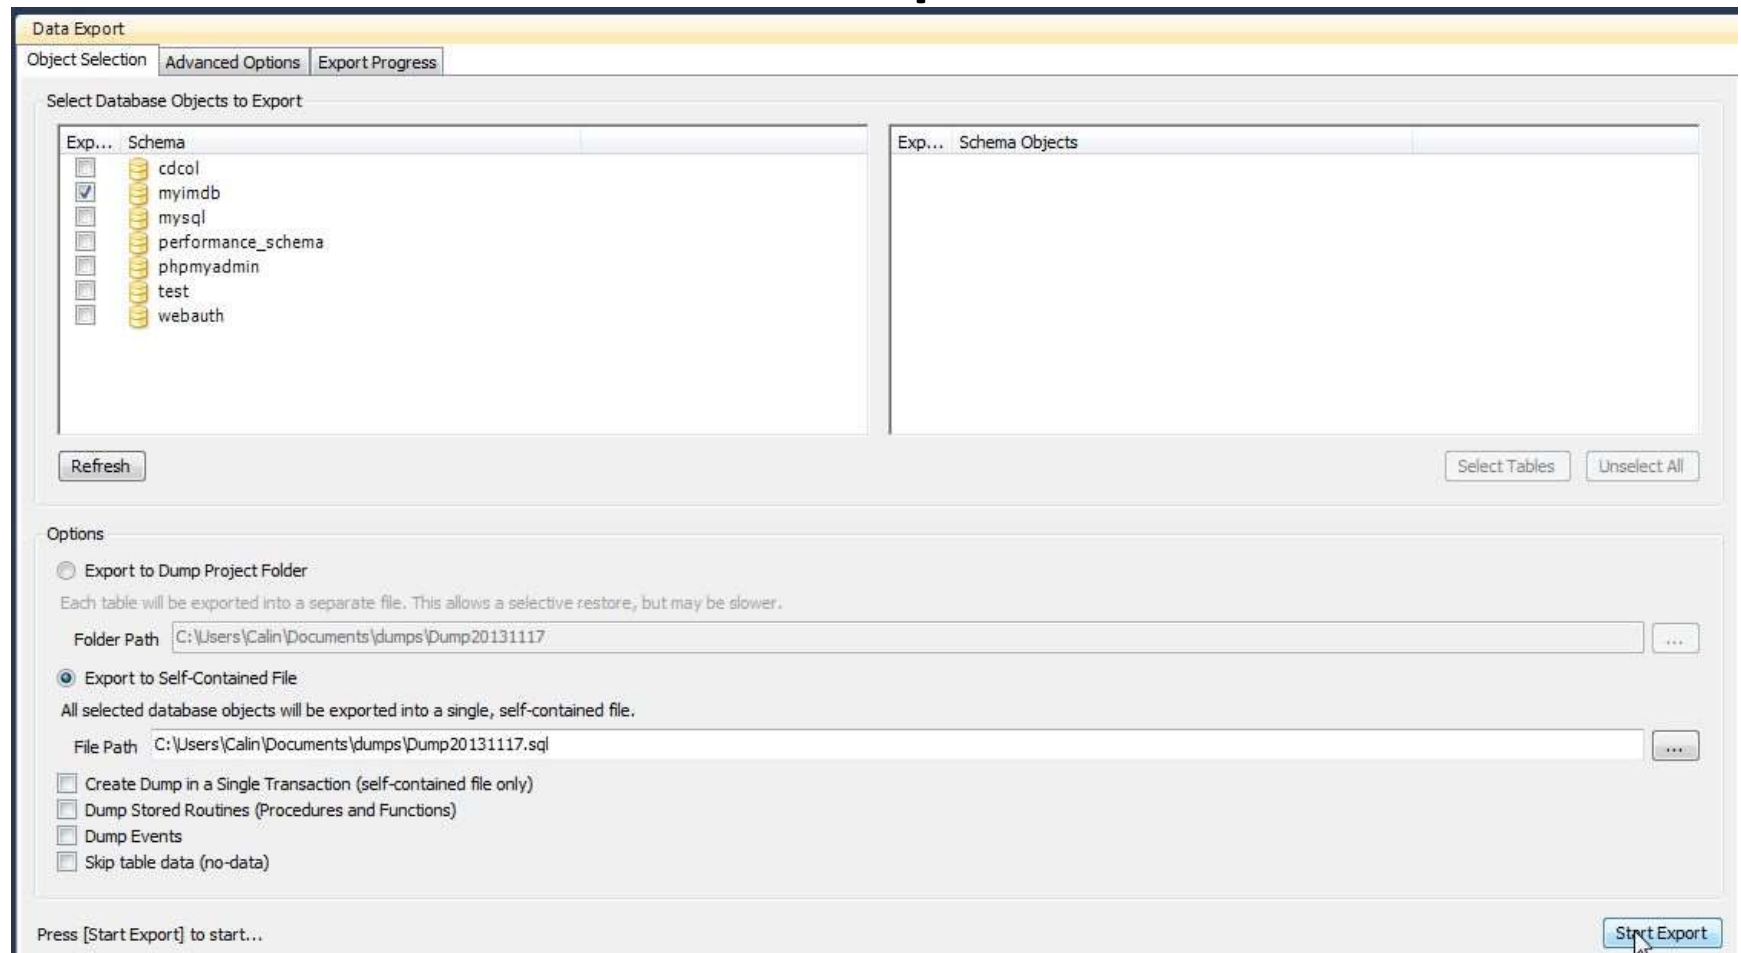 Data Export
Object Selection Advanced Options Export Progress
Select Database Objects to Export
Exp... Schema
cdcol
myimdb
mysql
performance_schema
phpmyadmin
test
webauth
Exp... Schema Objects
Refresh
Select Tables Unselect All
Options
Export to Dump Project Folder
Each table will be exported into a separate file. This allows a selective restore, but may be slower.
Folder Path C:\Users\Calin\Documents\dumps\Dump20131117 ...
Export to Self-Contained File
All selected database objects will be exported into a single, self-contained file.
File Path C:\Users\Calin\Documents\dumps\Dump20131117.sql ...
Create Dump in a Single Transaction (self-contained file only)
Dump Stored Routines (Procedures and Functions)
Dump Events
Skip table data (no-data)
Press [Start Export] to start...
Start Export